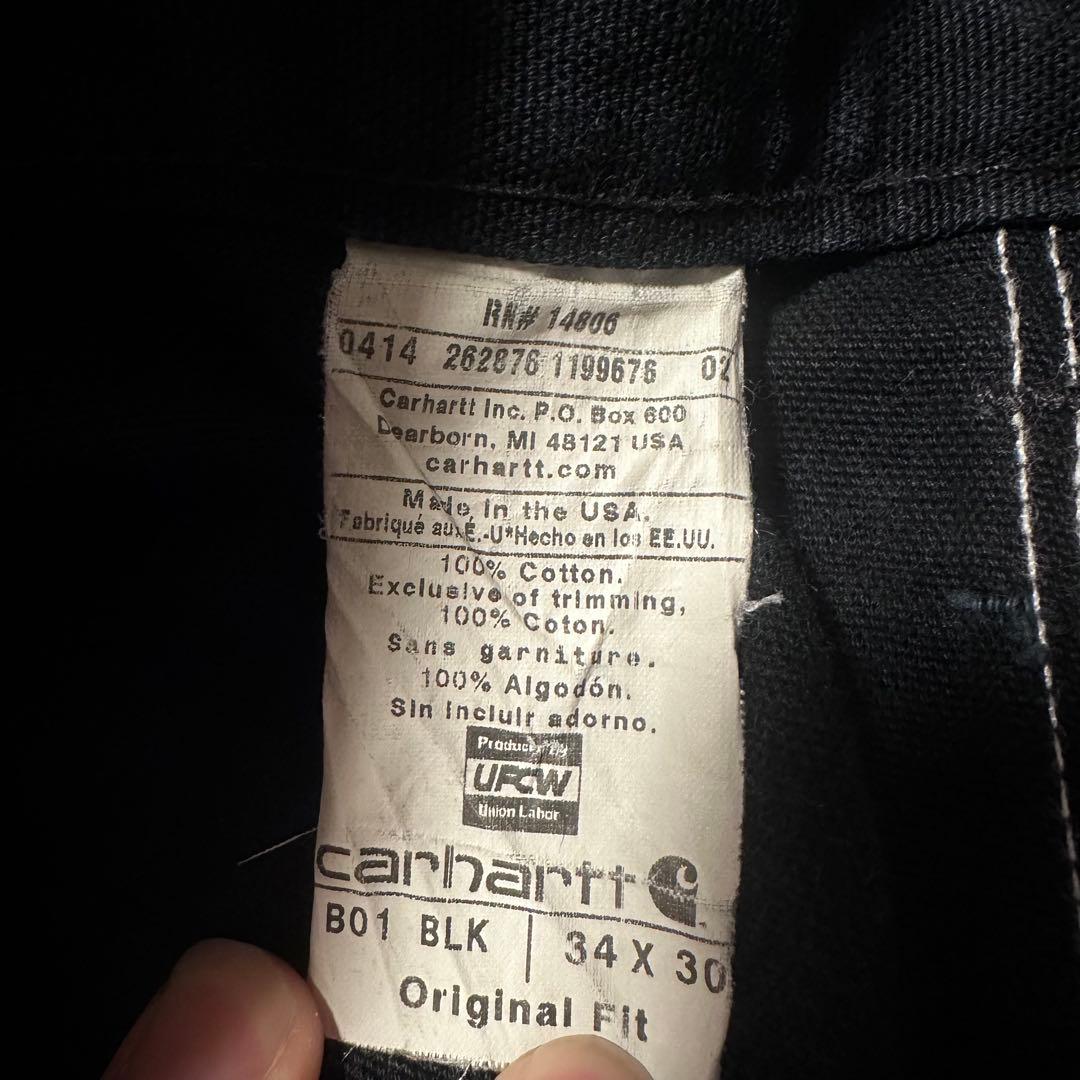 RN# 14806
0414 262876 1199676 02
Carhartt Inc. P.O. Box 600
Dearborn, MI 48121 USA
carhartt.com
Made in the USA.
Fabriqué aux É.-U*Hecho en los EE.UU.
100% Cotton.
Exclusive of trimming,
100% Coton.
Sans garniture.
100% Algodón.
Sin incluir adorno.
Produced By
UFCW
Union Labor
carhartt
B01 BLK | 34 X 30
Original Fit